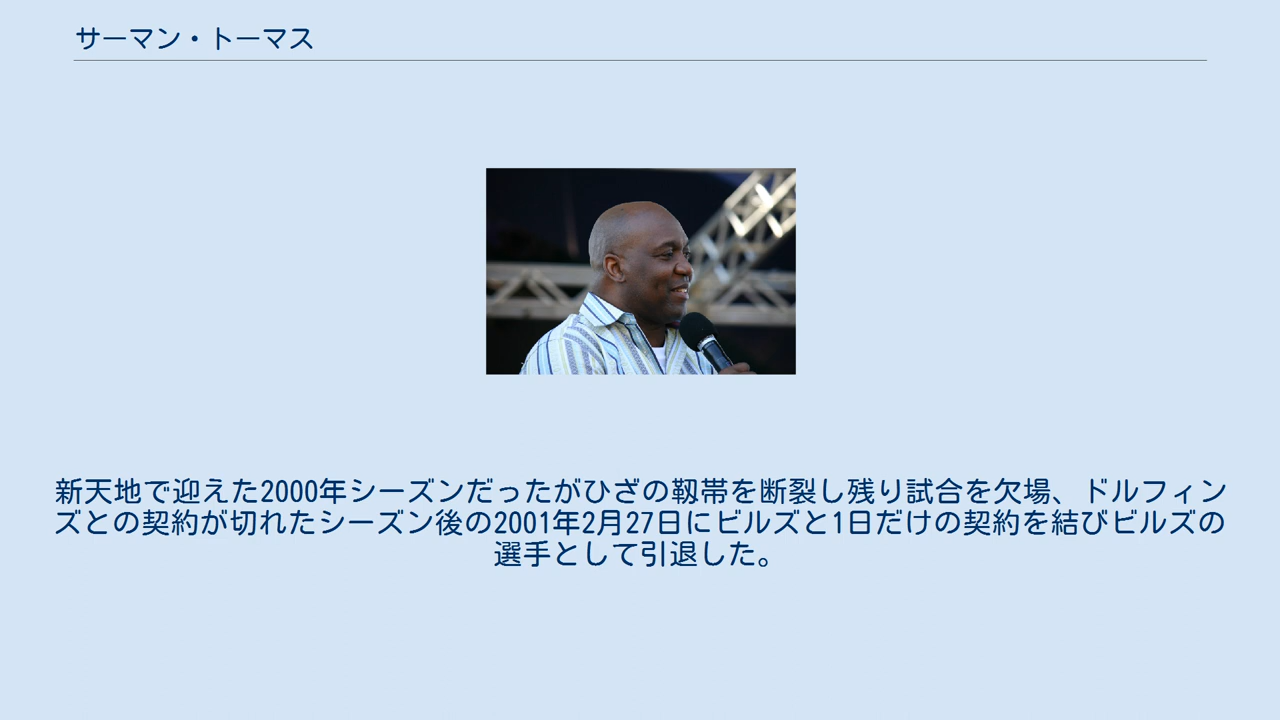 サーマン・トーマス
新天地で迎えた2000年シーズンだったがひざの靱帯を断裂し残り試合を欠場、ドルフィン
ズとの契約が切れたシーズン後の2001年2月27日にビルズと1日だけの契約を結びビルズの
選手として引退した。